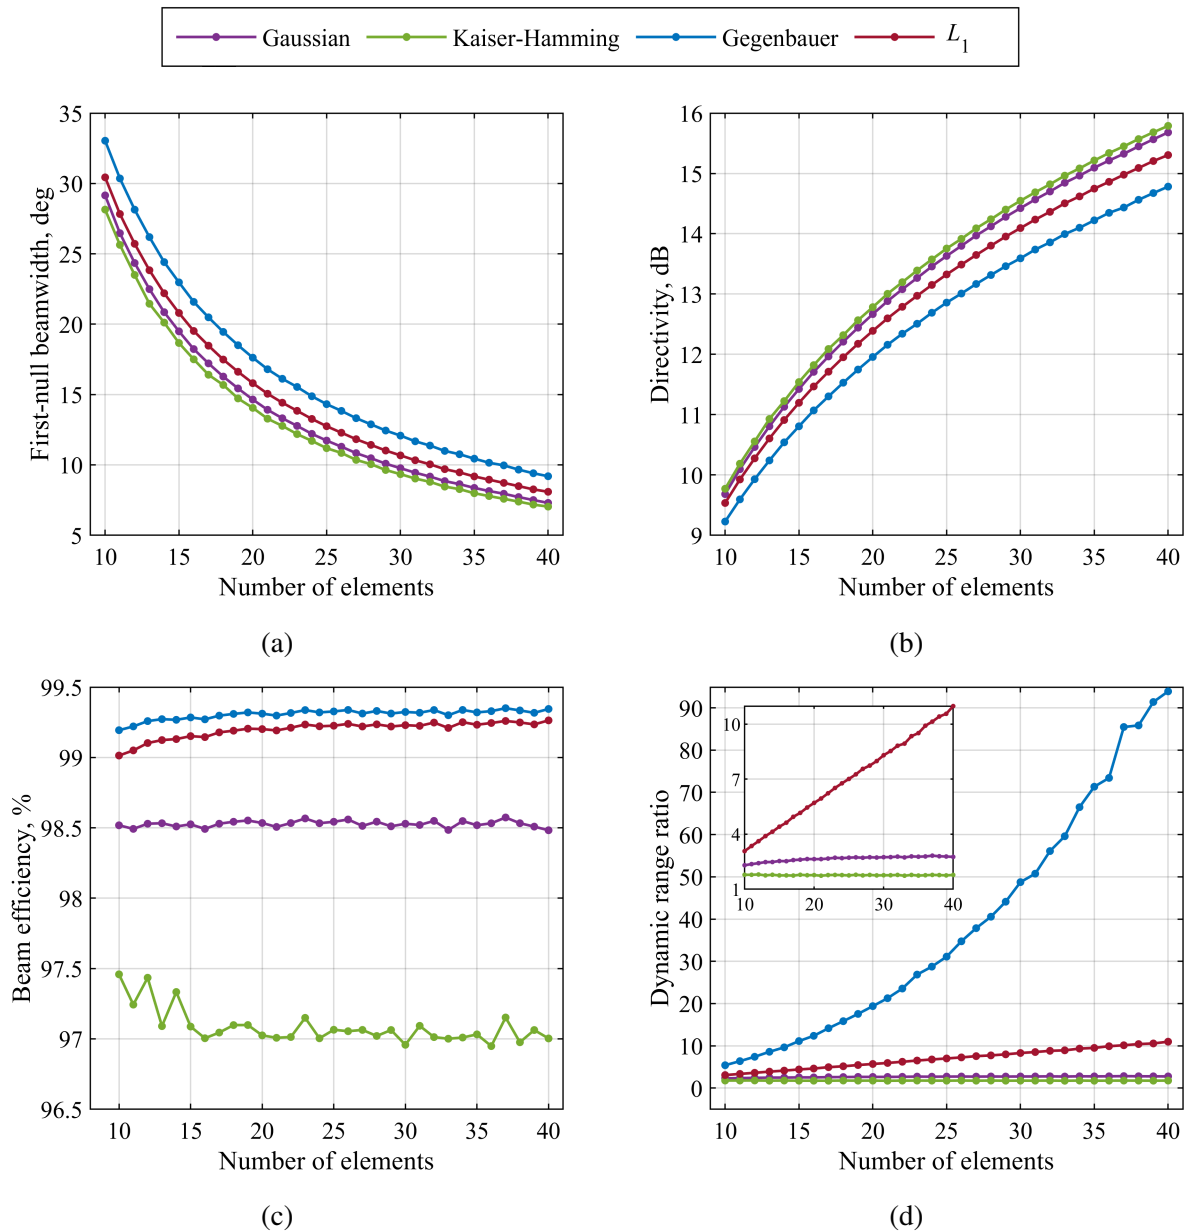 Gaussian Kaiser-Hamming Gegenbauer L1
35
30
25
20
15
10
5
10 15 20 25 30 35 40
First-null beamwidth, deg
Number of elements
(a)
16
15
14
13
12
11
10
9
10 15 20 25 30 35 40
Directivity, dB
Number of elements
(b)
99.5
99
98.5
98
97.5
97
96.5
10 15 20 25 30 35 40
Beam efficiency, %
Number of elements
(c)
90
80
70
60
50
40
30
20
10
0
10 15 20 25 30 35 40
Dynamic range ratio
Number of elements
10
7
4
1
10 20 30 40
(d)